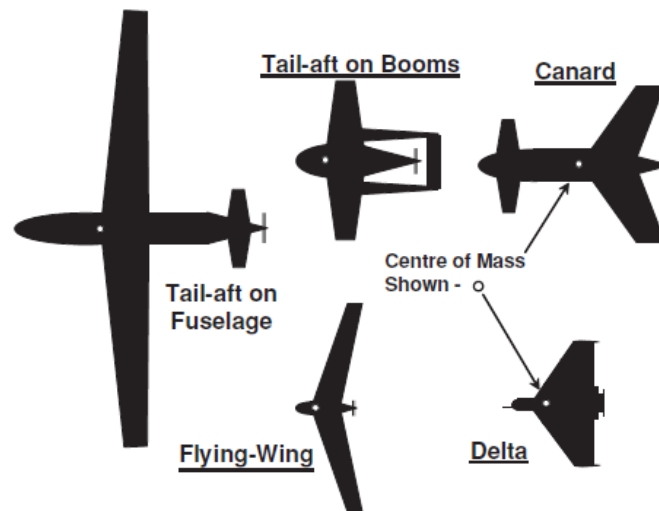 Tail-aft on Booms
Canard
Centre of Mass
Shown -
Tail-aft on
Fuselage
Flying-Wing
Delta